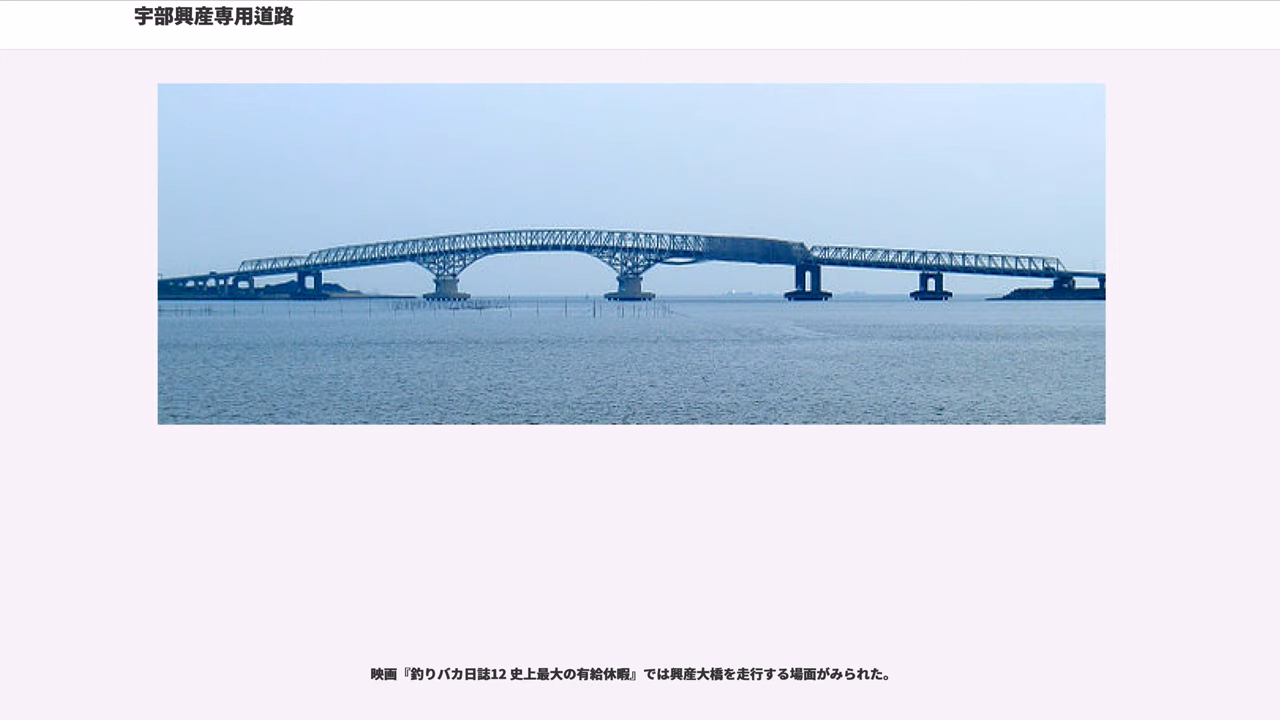 宇部興産専用道路
映画『釣りバカ日誌12 史上最大の有給休暇』では興産大橋を走行する場面がみられた。